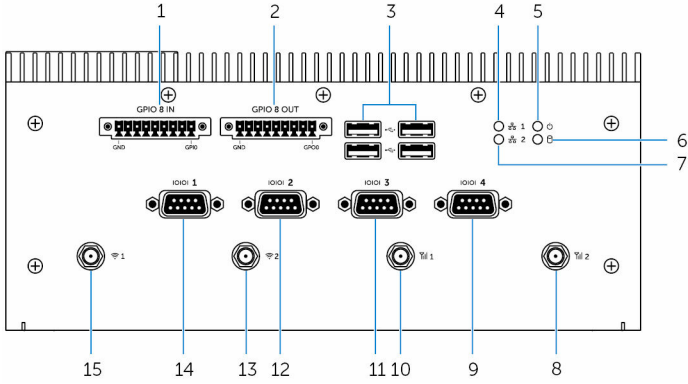 1 2 3 4 5
GPIO 8 IN GPIO 8 OUT
1
GND GPI0 GND GPO0
2
6
7
IOIOI 1 IOIOI 2 IOIOI 3 IOIOI 4
1 2 1 2
15 14 13 12 11 10 9 8